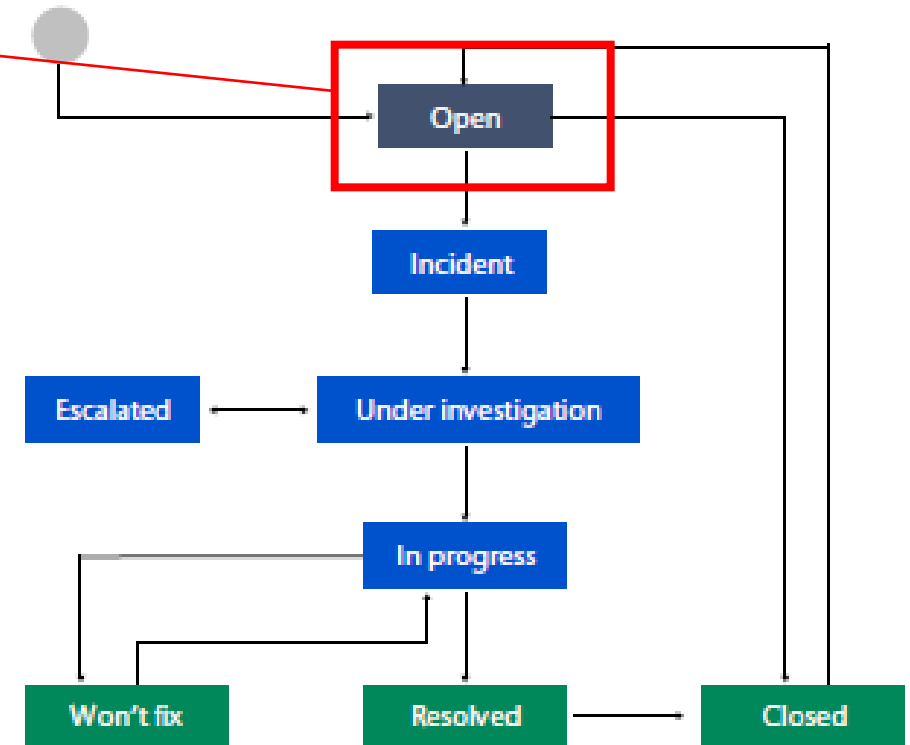 Open
Incident
Escalated
Under investigation
In progress
Won't fix
Resolved
Closed